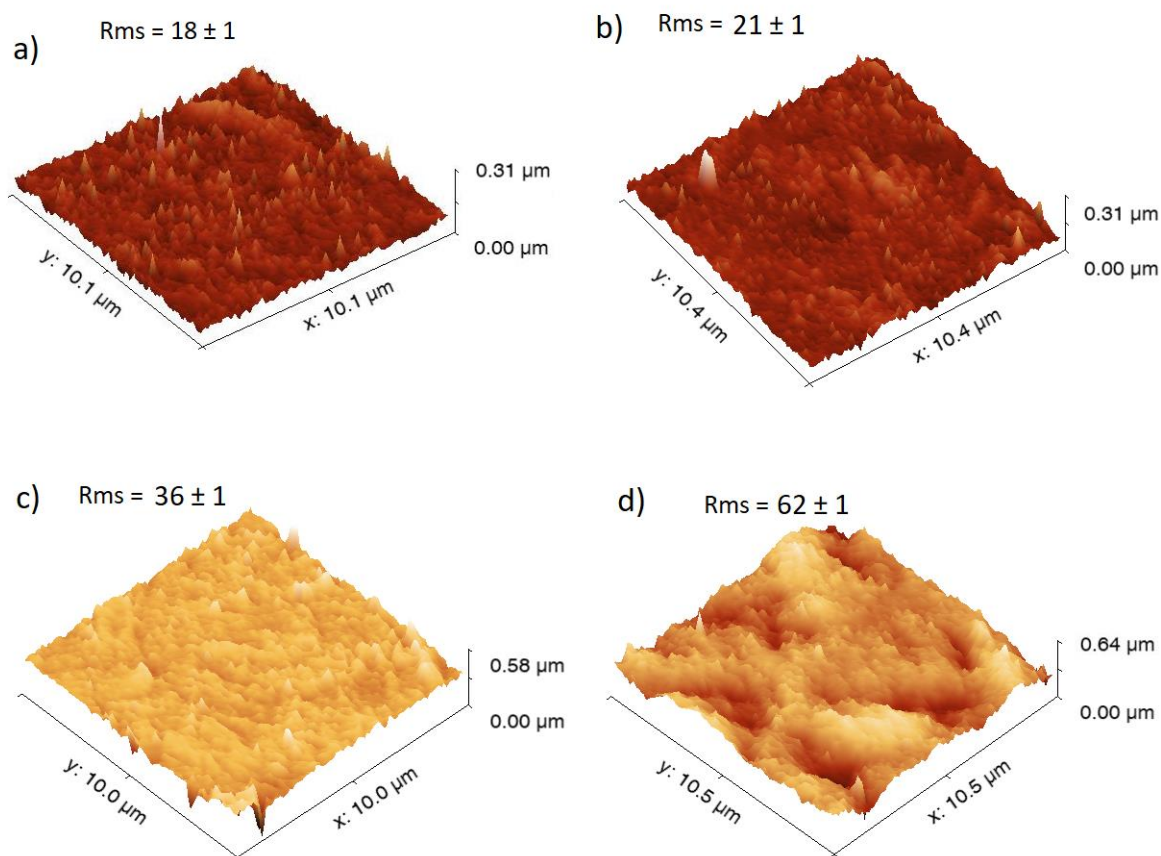 a)
Rms = 18 ± 1
0.31 µm
0.00 µm
y: 10.1 µm
x: 10.1 µm
b)
Rms = 21 ± 1
0.31 µm
0.00 µm
y: 10.4 µm
x: 10.4 µm
c)
Rms = 36 ± 1
0.58 µm
0.00 µm
y: 10.0 µm
x: 10.0 µm
d)
Rms = 62 ± 1
0.64 µm
0.00 µm
y: 10.5 µm
x: 10.5 µm